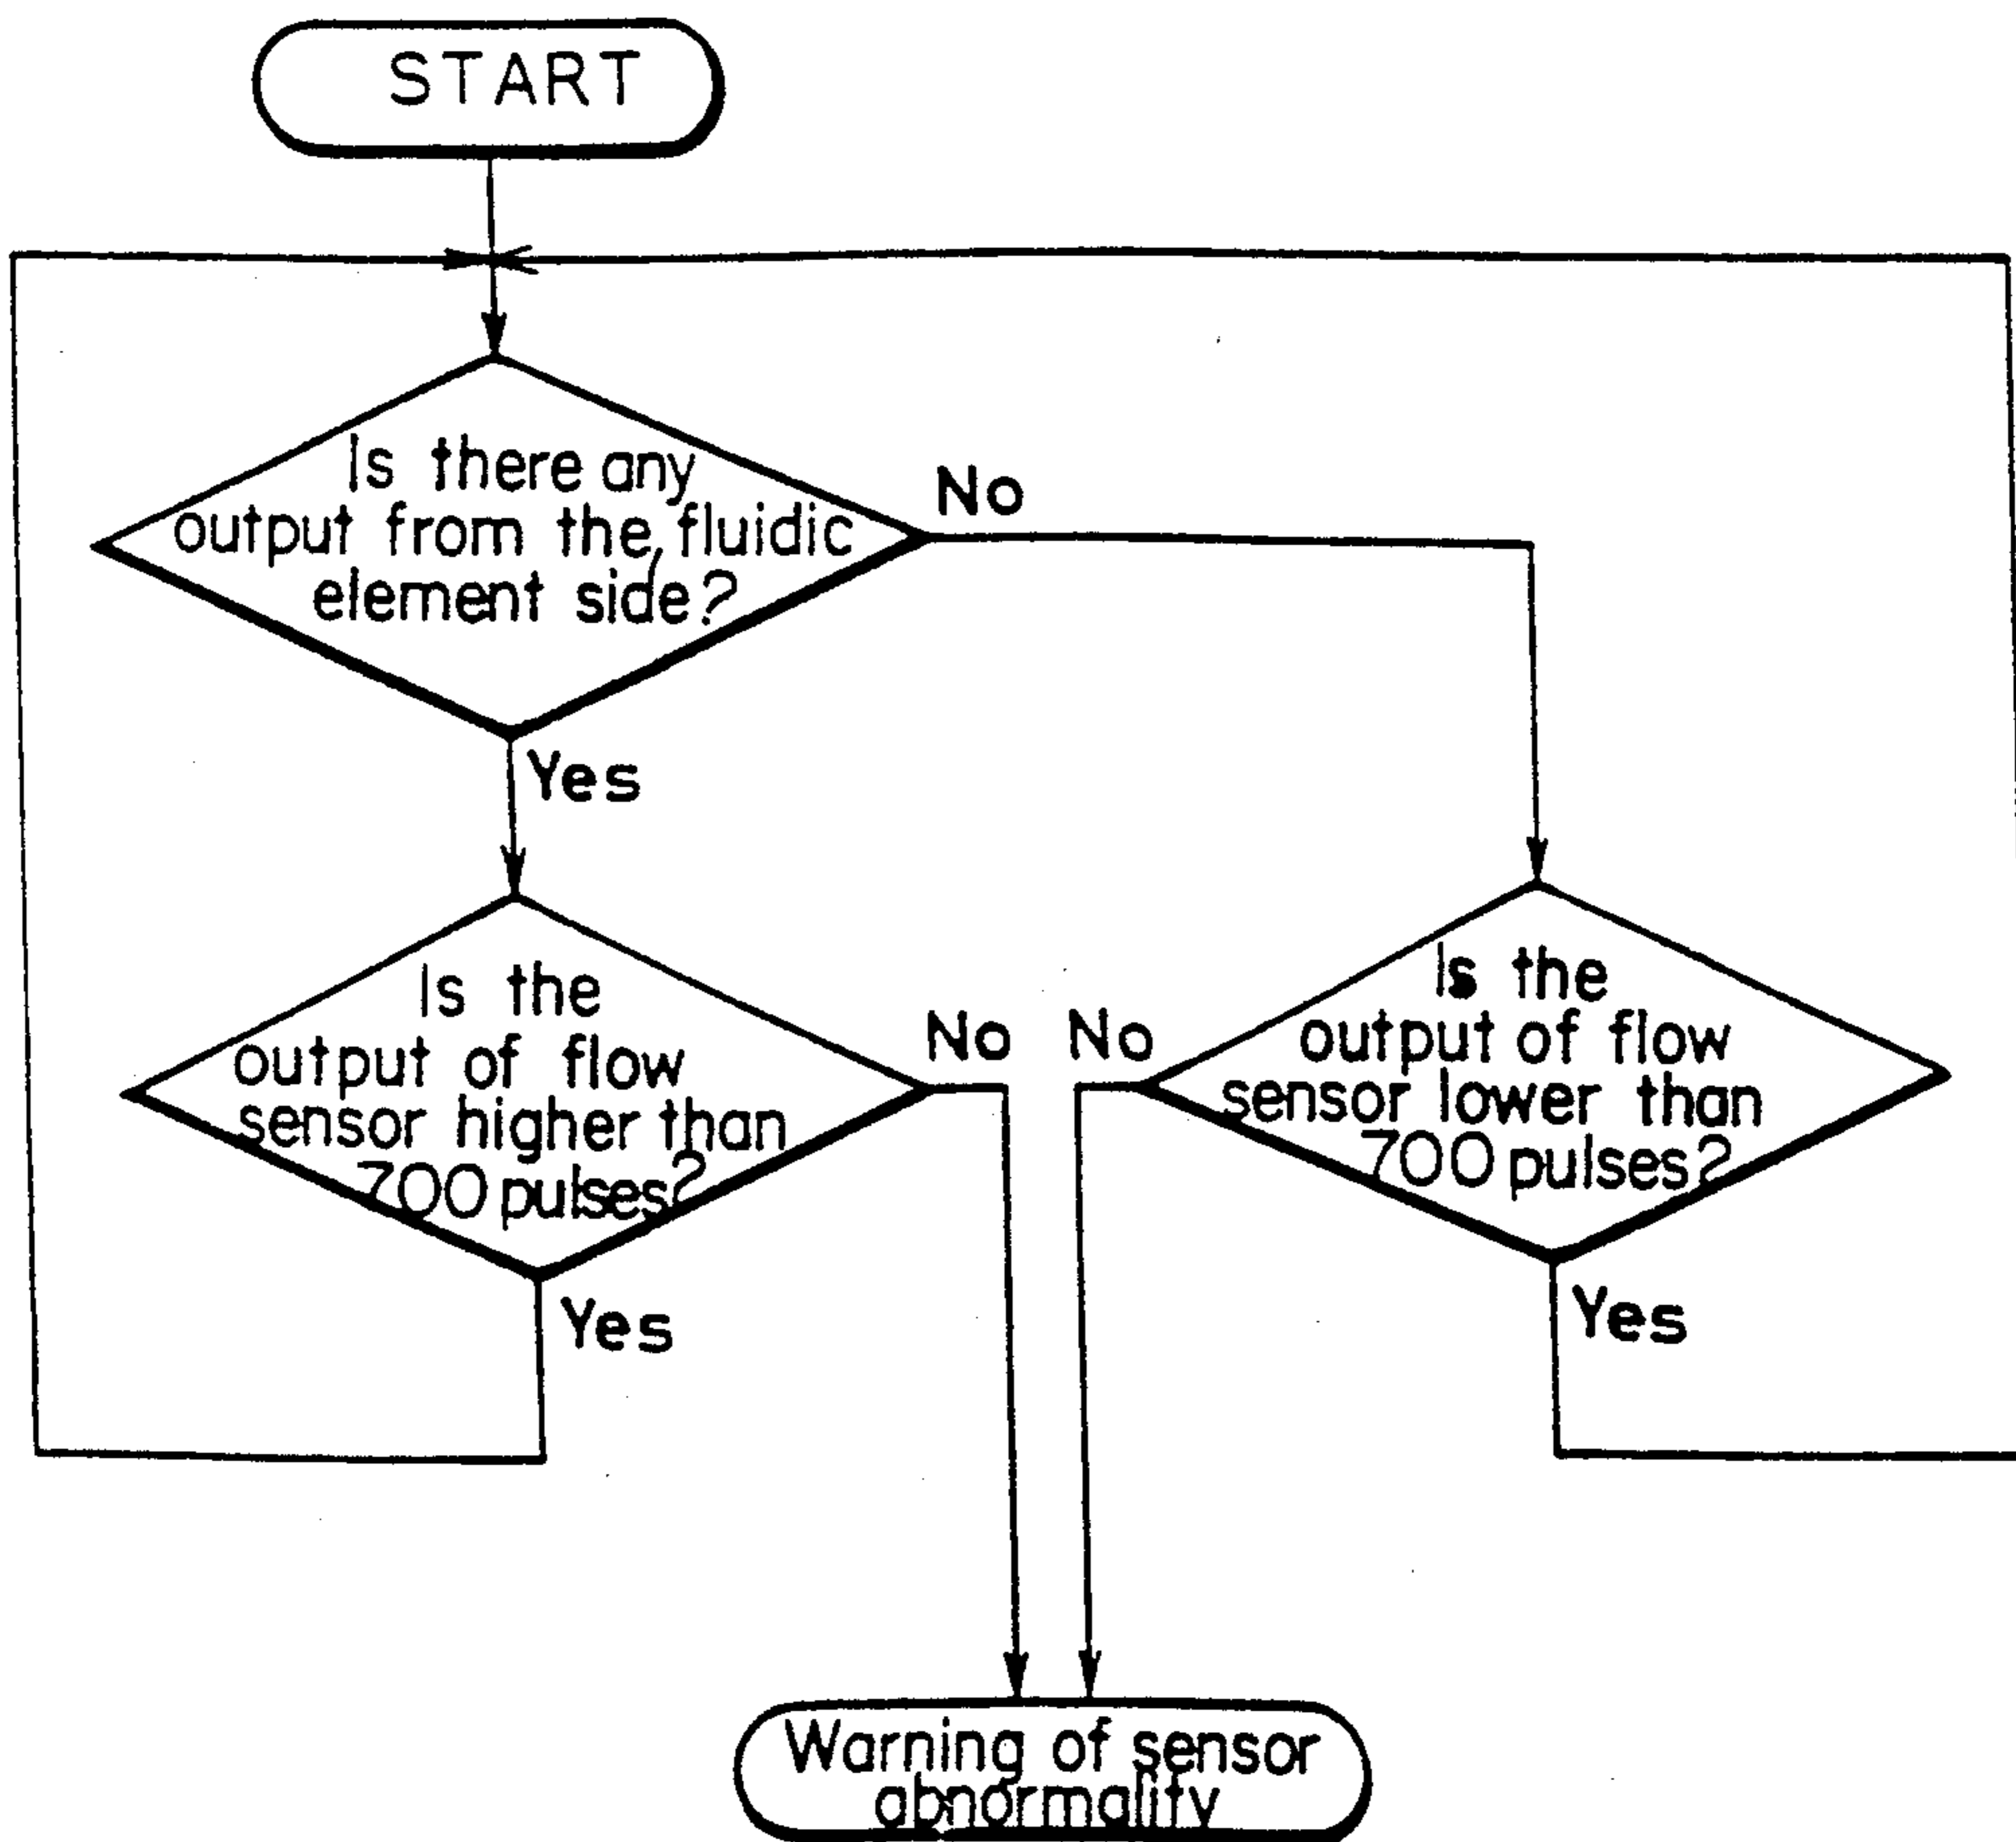 START
Is there any
output from the fluidic
element side?
No
Yes
Is the
output of flow
sensor higher than
700 pulses?
No
No
Is the
output of flow
sensor lower than
700 pulses?
Yes
Yes
Warning of sensor
abnormality